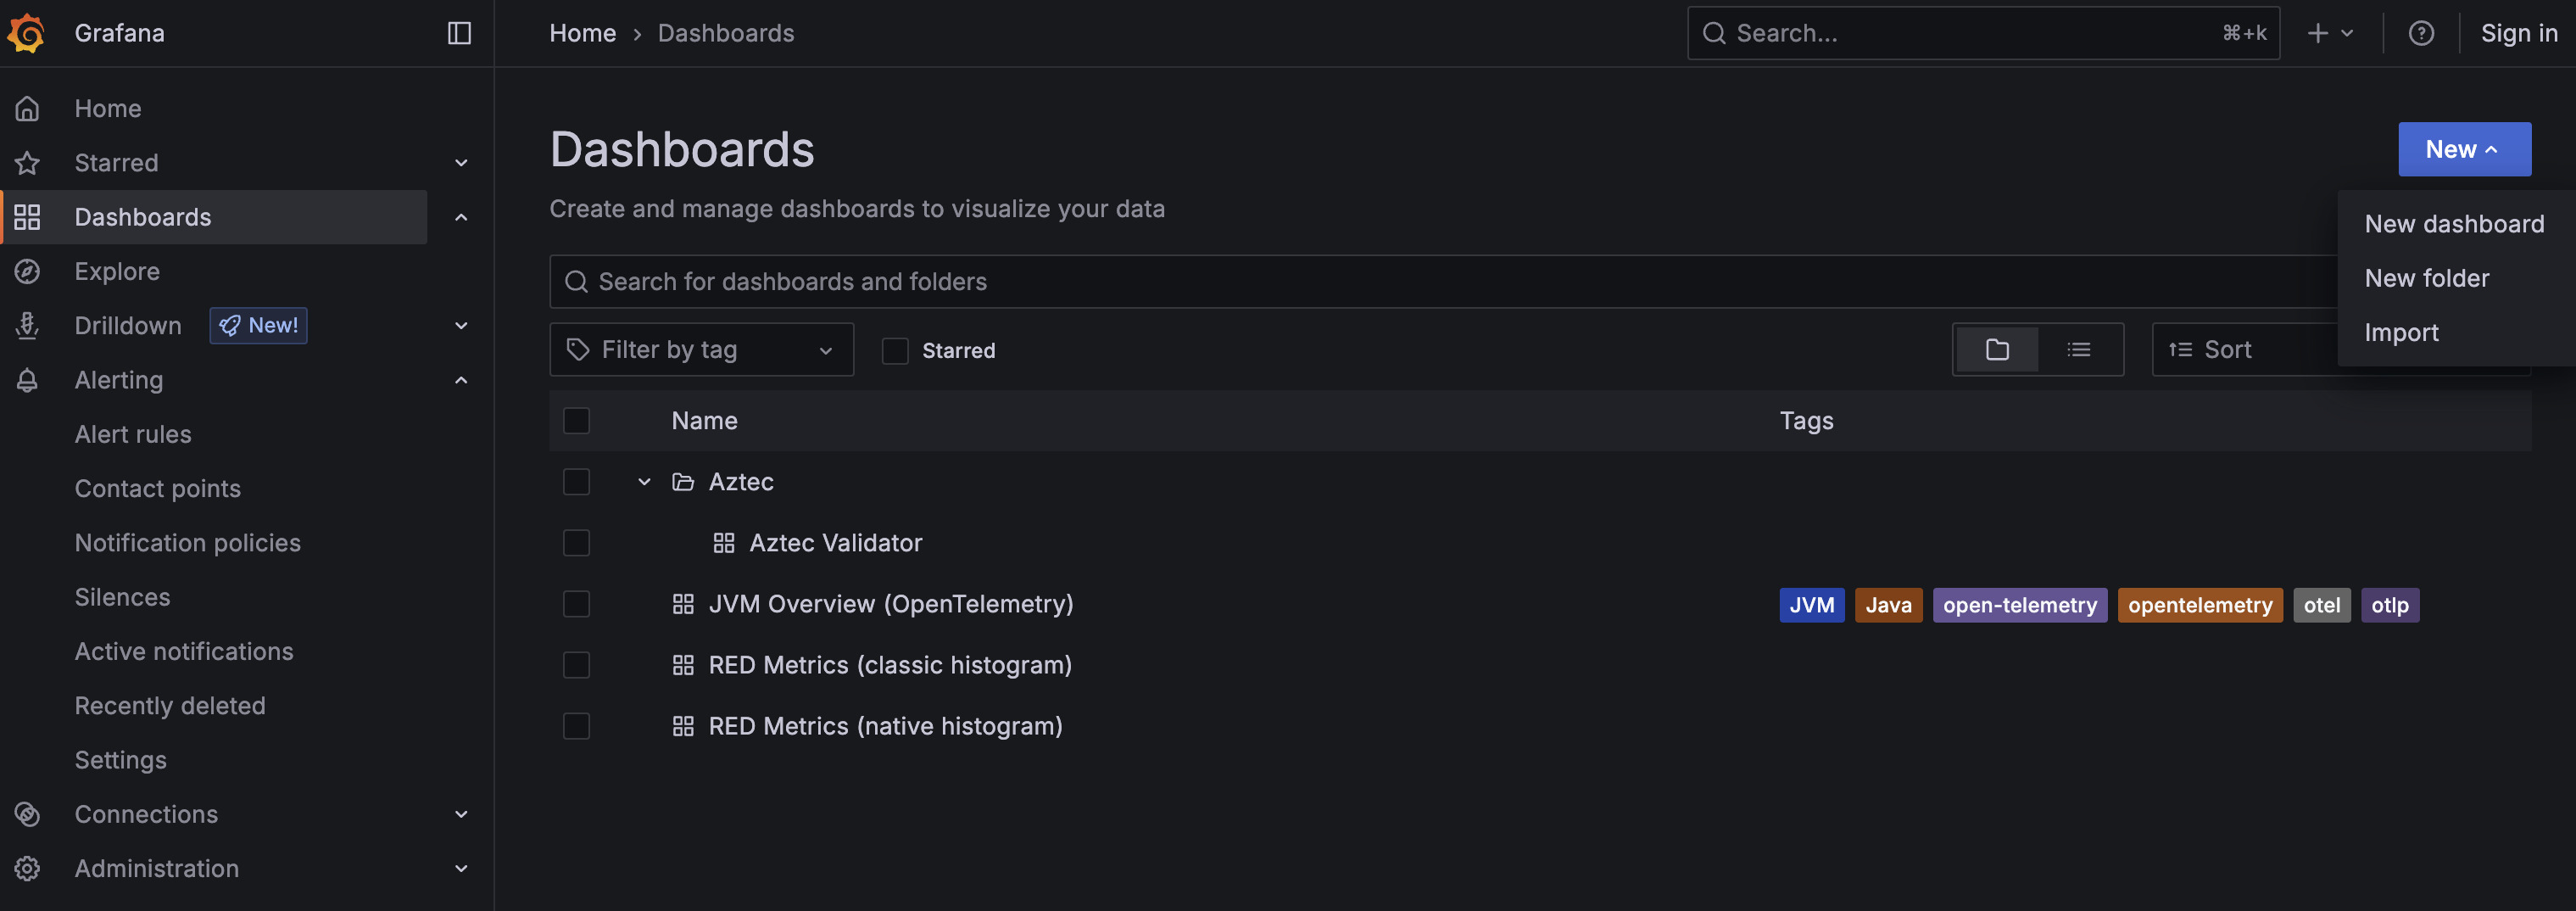 Grafana
Home › Dashboards
Search...
⌘+k
Sign in
Home
Starred
Dashboards
Explore
Drilldown New!
Alerting
Alert rules
Contact points
Notification policies
Silences
Active notifications
Recently deleted
Settings
Connections
Administration
Dashboards
Create and manage dashboards to visualize your data
New
New dashboard
New folder
Import
Search for dashboards and folders
Filter by tag
Starred
Sort
Name Tags
Aztec
Aztec Validator
JVM Overview (OpenTelemetry) JVM Java open-telemetry opentelemetry otel otlp
RED Metrics (classic histogram)
RED Metrics (native histogram)